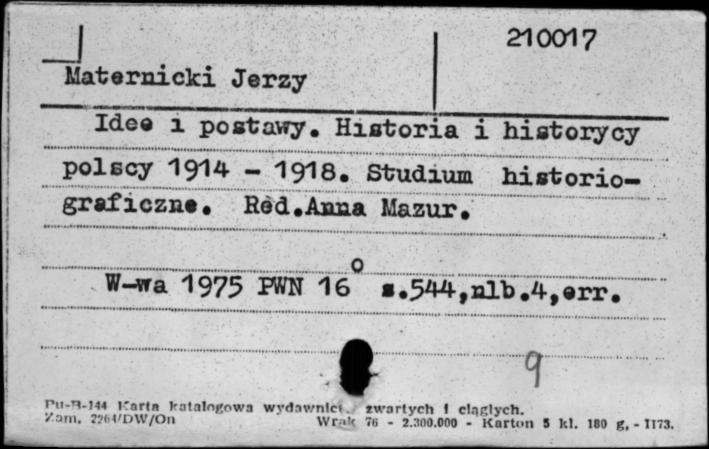 210017
Maternicki Jerzy
Idee i postawy. Historia i historycy
polscy 1914 - 1918. Studium historio-
graficzne. Red.Anna Mazur.
W-wa 1975 PWN 16° s.544,nlb.4,err.
9
Pu-B-144 Karta katalogowa wydawnict. zwartych i ciągłych.
Zam. 2264/DW/On Wrak 76 - 2.300.000 - Karton 5 kl. 180 g, - II73.